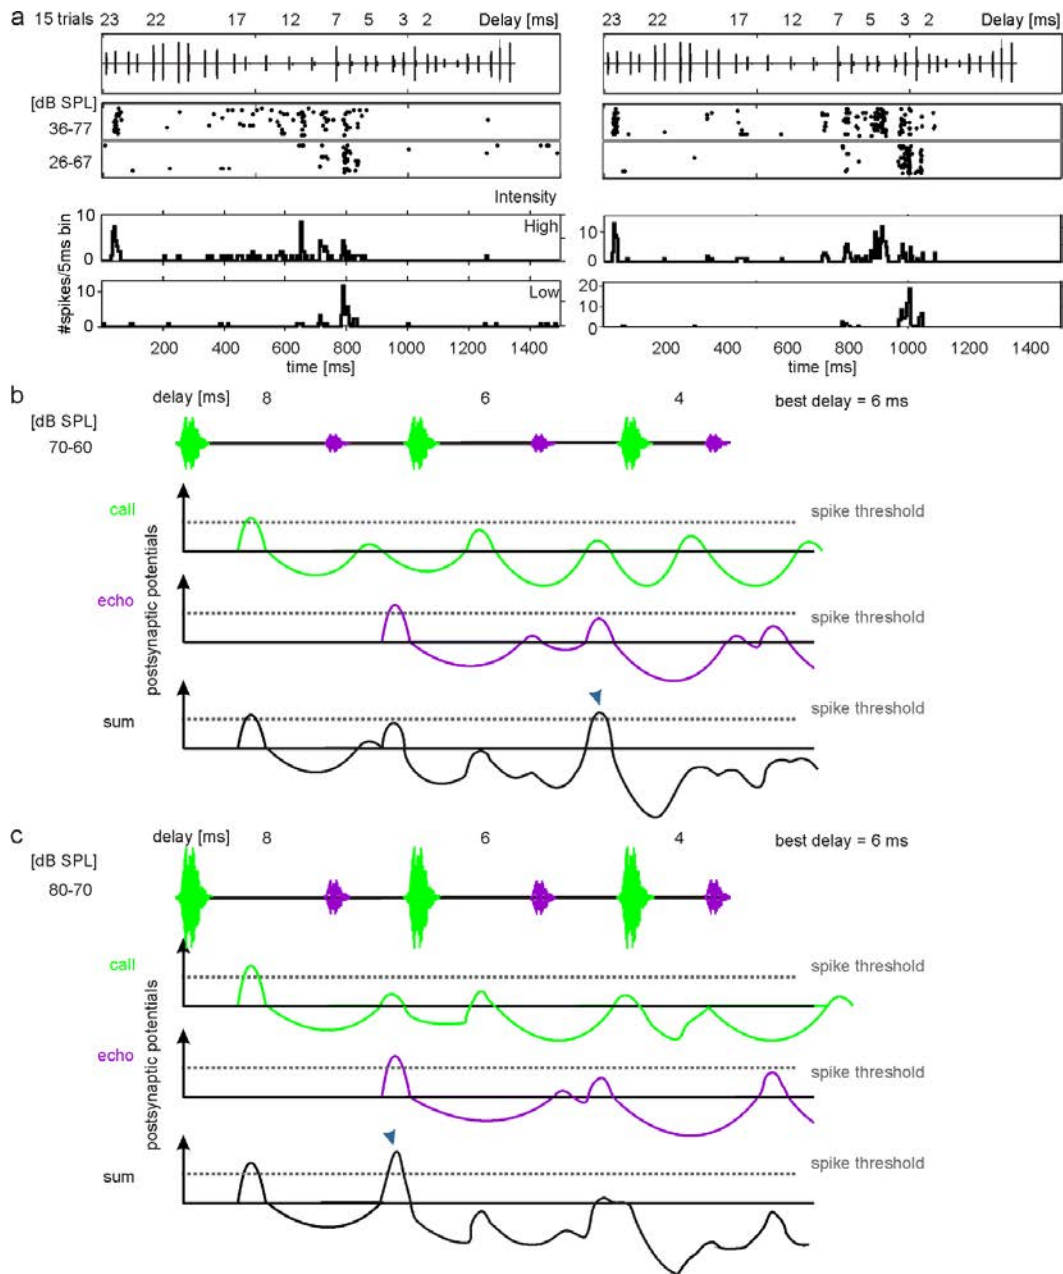 a
15 trials 23 22 17 12 7 5 3 2 Delay [ms]
23 22 17 12 7 5 3 2 Delay [ms]
[dB SPL]
36-77
26-67
Intensity
High
Low
#spikes/5ms bin
10
0
10
0
10
0
20
10
0
200 400 600 800 1000 1200 1400
time [ms]
200 400 600 800 1000 1200 1400
time [ms]
b
delay [ms] 8 6 4 best delay = 6 ms
[dB SPL]
70-60
postsynaptic potentials
call
spike threshold
echo
spike threshold
sum
spike threshold
c
delay [ms] 8 6 4 best delay = 6 ms
[dB SPL]
80-70
postsynaptic potentials
call
spike threshold
echo
spike threshold
sum
spike threshold